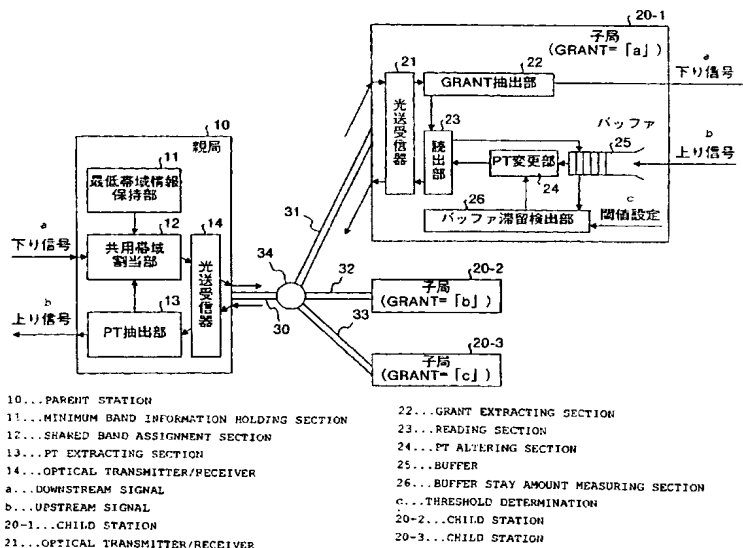 20-1
子局
(GRANT=「a」)
21
22
GRANT抽出部
a
下り信号
光送受信器
23
読出部
バッファ
25
b
上り信号
PT変更部
24
26
バッファ滞留検出部
c
閾値設定
10
親局
11
最低帯域情報
保持部
a
下り信号
12
共用帯域
割当部
14
光送受信器
b
上り信号
13
PT抽出部
31
34
32
30
33
20-2
子局
(GRANT=「b」)
20-3
子局
(GRANT=「c」)
10...PARENT STATION
11...MINIMUM BAND INFORMATION HOLDING SECTION
12...SHARED BAND ASSIGNMENT SECTION
13...PT EXTRACTING SECTION
14...OPTICAL TRANSMITTER/RECEIVER
a...DOWNSTREAM SIGNAL
b...UPSTREAM SIGNAL
20-1...CHILD STATION
21...OPTICAL TRANSMITTER/RECEIVER
22...GRANT EXTRACTING SECTION
23...READING SECTION
24...PT ALTERING SECTION
25...BUFFER
26...BUFFER STAY AMOUNT MEASURING SECTION
c...THRESHOLD DETERMINATION
20-2...CHILD STATION
20-3...CHILD STATION